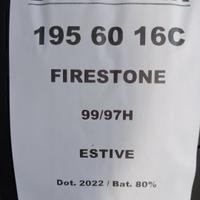 195 60 16C
FIRESTONE
99/97H
ESTIVE
Dot. 2022 / Bat. 80%